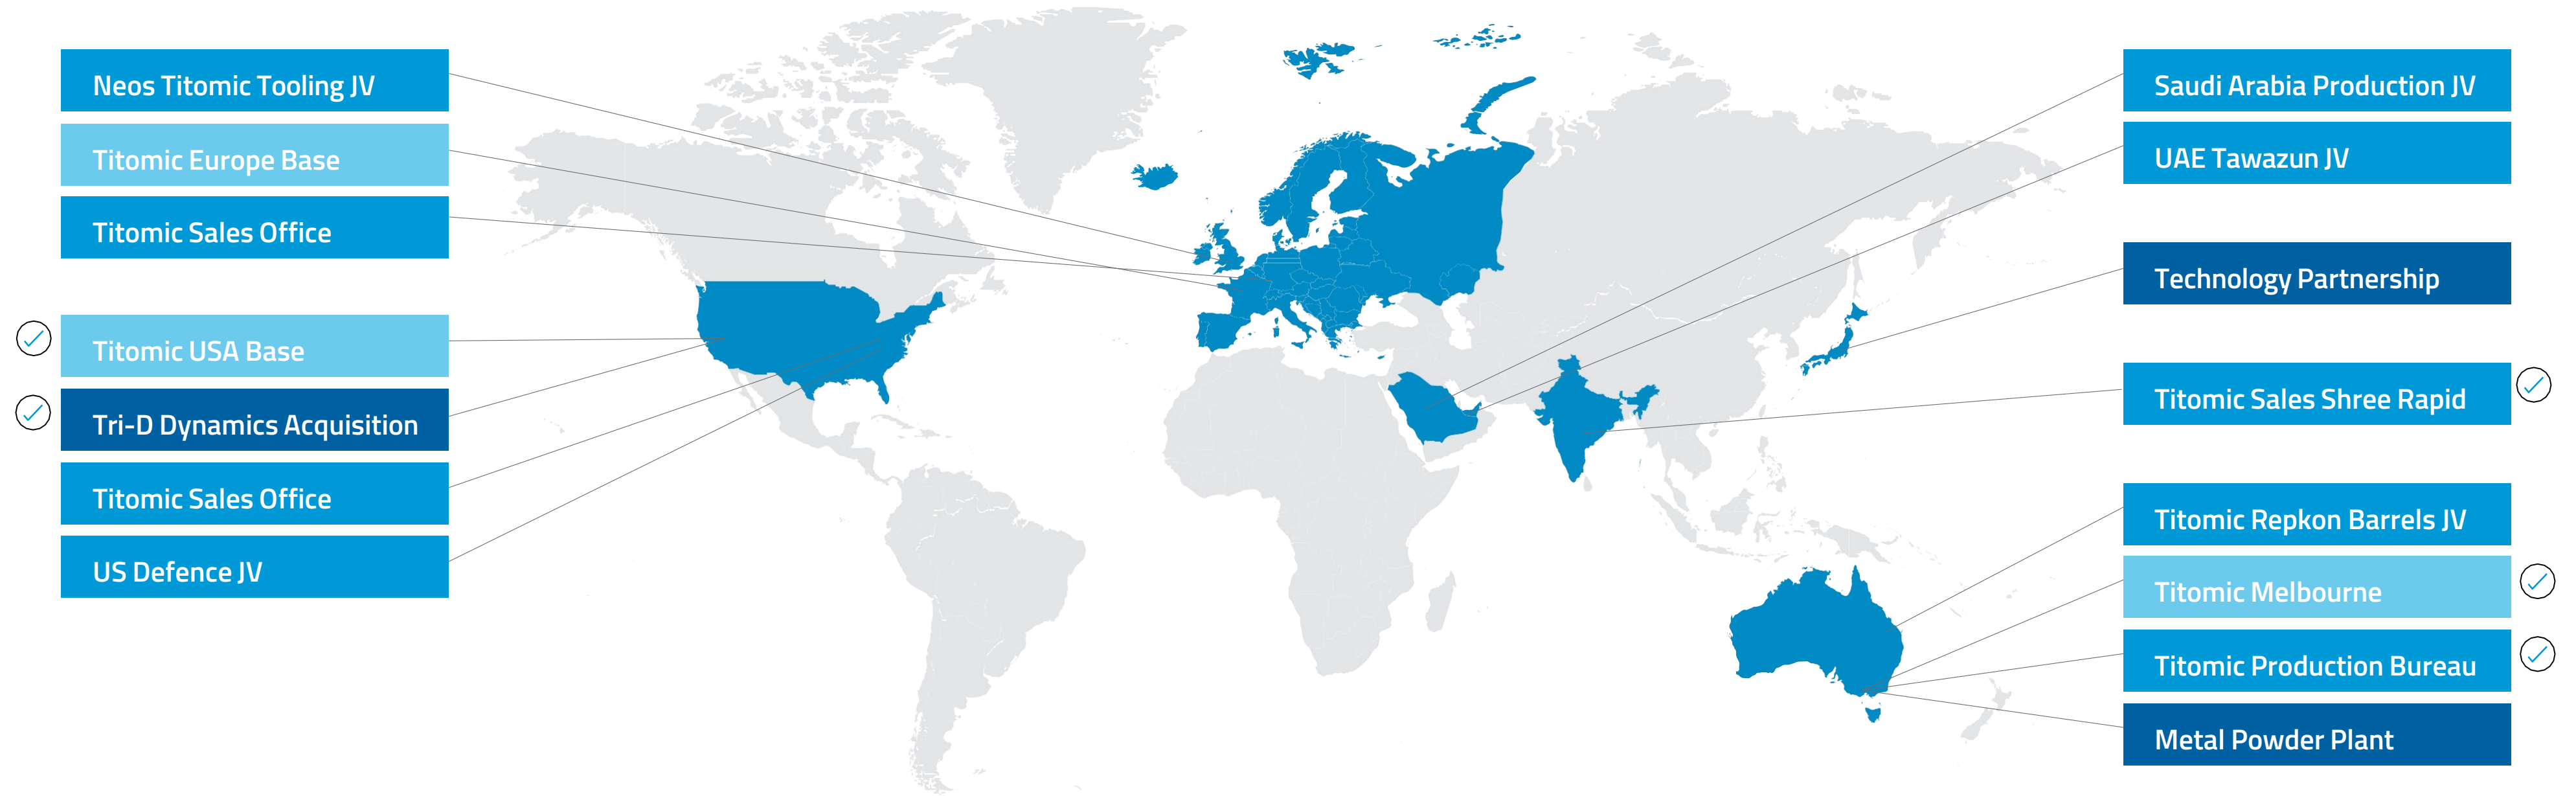 Neos Titomic Tooling JV
Titomic Europe Base
Titomic Sales Office
Titomic USA Base
Tri-D Dynamics Acquisition
Titomic Sales Office
US Defence JV
Saudi Arabia Production JV
UAE Tawazun JV
Technology Partnership
Titomic Sales Shree Rapid
Titomic Repkon Barrels JV
Titomic Melbourne
Titomic Production Bureau
Metal Powder Plant